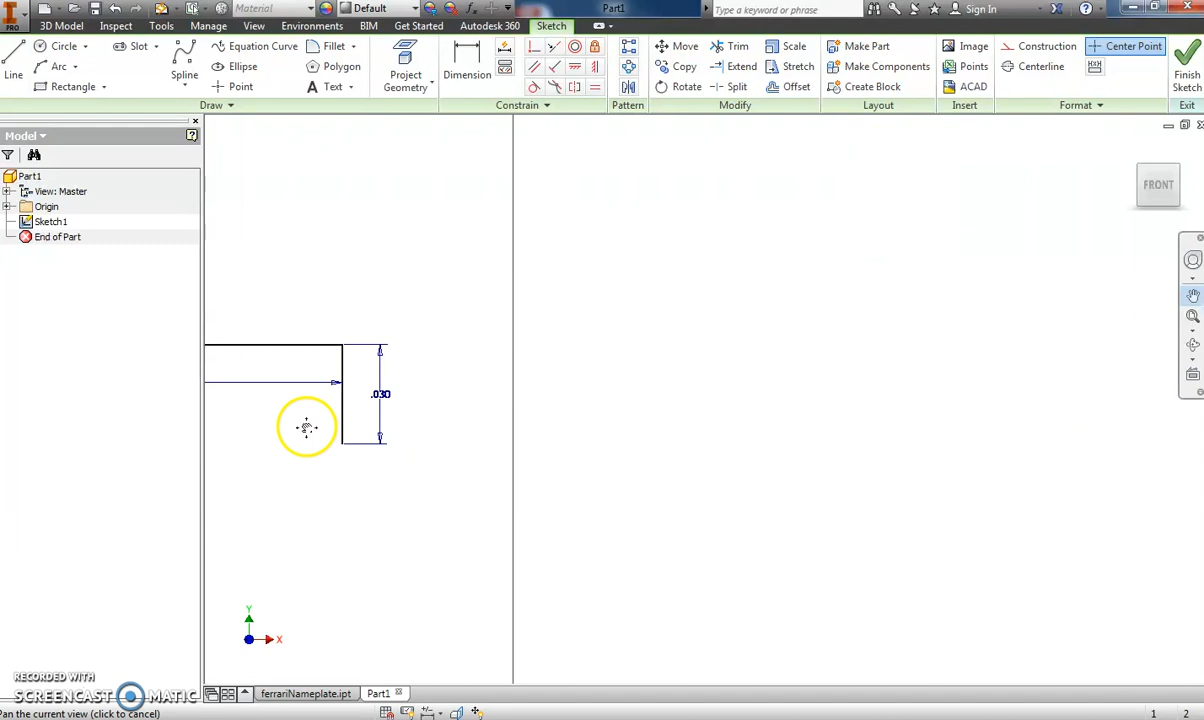 PRO
Material
Default
Part1
Type a keyword or phrase
Sign In
3D Model
Inspect
Tools
Manage
View
Environments
BIM
Get Started
Autodesk 360
Sketch
Line
Circle
Arc
Rectangle
Slot
Spline
Equation Curve
Ellipse
Point
Fillet
Polygon
Text
Project Geometry
Dimension
Move
Copy
Rotate
Trim
Extend
Split
Scale
Stretch
Offset
Make Part
Make Components
Create Block
Image
Points
ACAD
Construction
Centerline
Center Point
Finish Sketch
Draw
Constrain
Pattern
Modify
Layout
Insert
Format
Exit
Model
Part1
View: Master
Origin
Sketch1
End of Part
FRONT
.030
Y
X
RECORDED WITH
SCREENCAST MATIC
ferrariNameplate.ipt
Part1
Pan the current view (click to cancel)
1
2